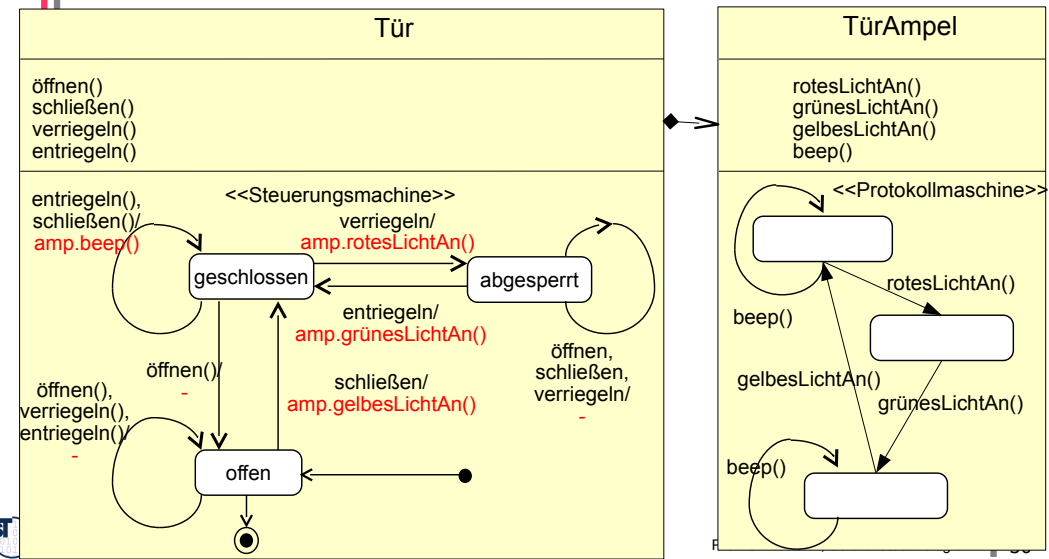 Tür
öffnen()
schließen()
verriegeln()
entriegeln()
entriegeln(),
schließen()/
amp.beep()
<<Steuerungsmachine>>
verriegeln/
amp.rotesLichtAn()
geschlossen
abgesperrt
entriegeln/
amp.grünesLichtAn()
öffnen,
schließen,
verriegeln/
-
öffnen()/
-
schließen/
amp.gelbesLichtAn()
öffnen(),
verriegeln(),
entriegeln()/
-
offen
TürAmpel
rotesLichtAn()
grünesLichtAn()
gelbesLichtAn()
beep()
<<Protokollmaschine>>
beep()
rotesLichtAn()
gelbesLichtAn()
grünesLichtAn()
beep()